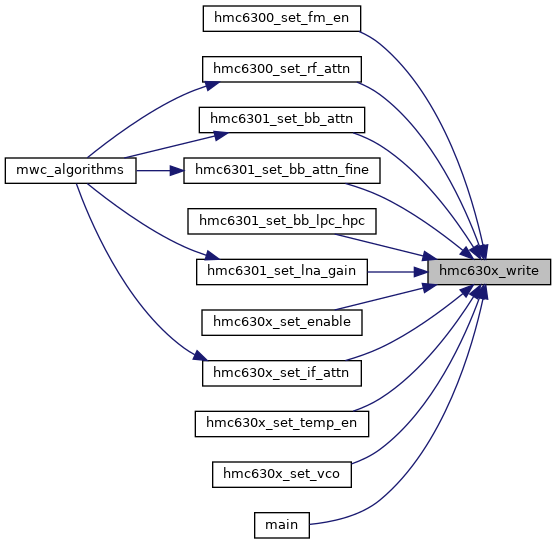 hmc6300_set_fm_en
hmc6300_set_rf_attn
hmc6301_set_bb_attn
mwc_algorithms
hmc6301_set_bb_attn_fine
hmc6301_set_bb_lpc_hpc
hmc6301_set_lna_gain
hmc630x_write
hmc630x_set_enable
hmc630x_set_if_attn
hmc630x_set_temp_en
hmc630x_set_vco
main